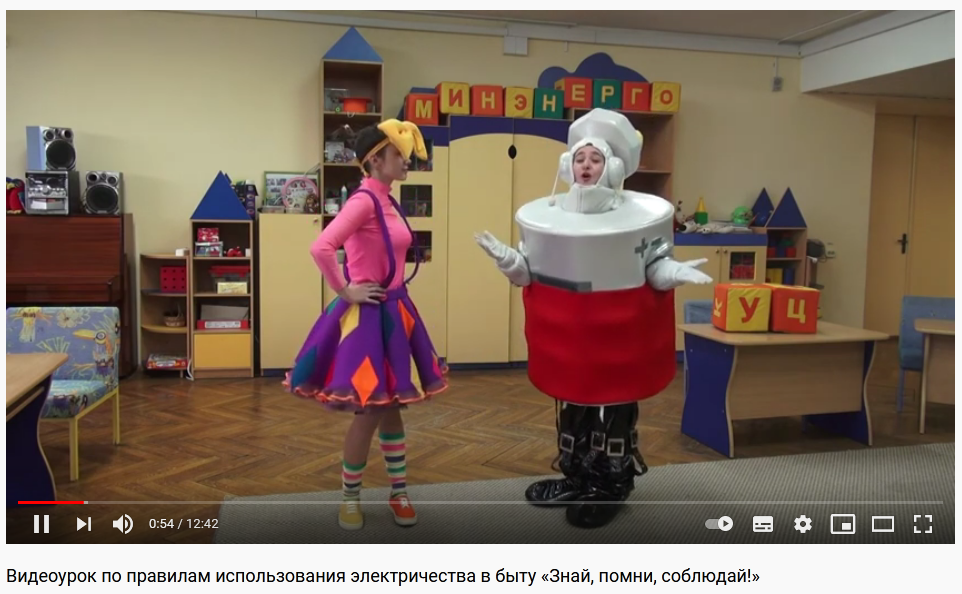 МИНЭНЕРГО
УЦ
0:54 / 12:42
Видеоурок по правилам использования электричества в быту «Знай, помни, соблюдай!»